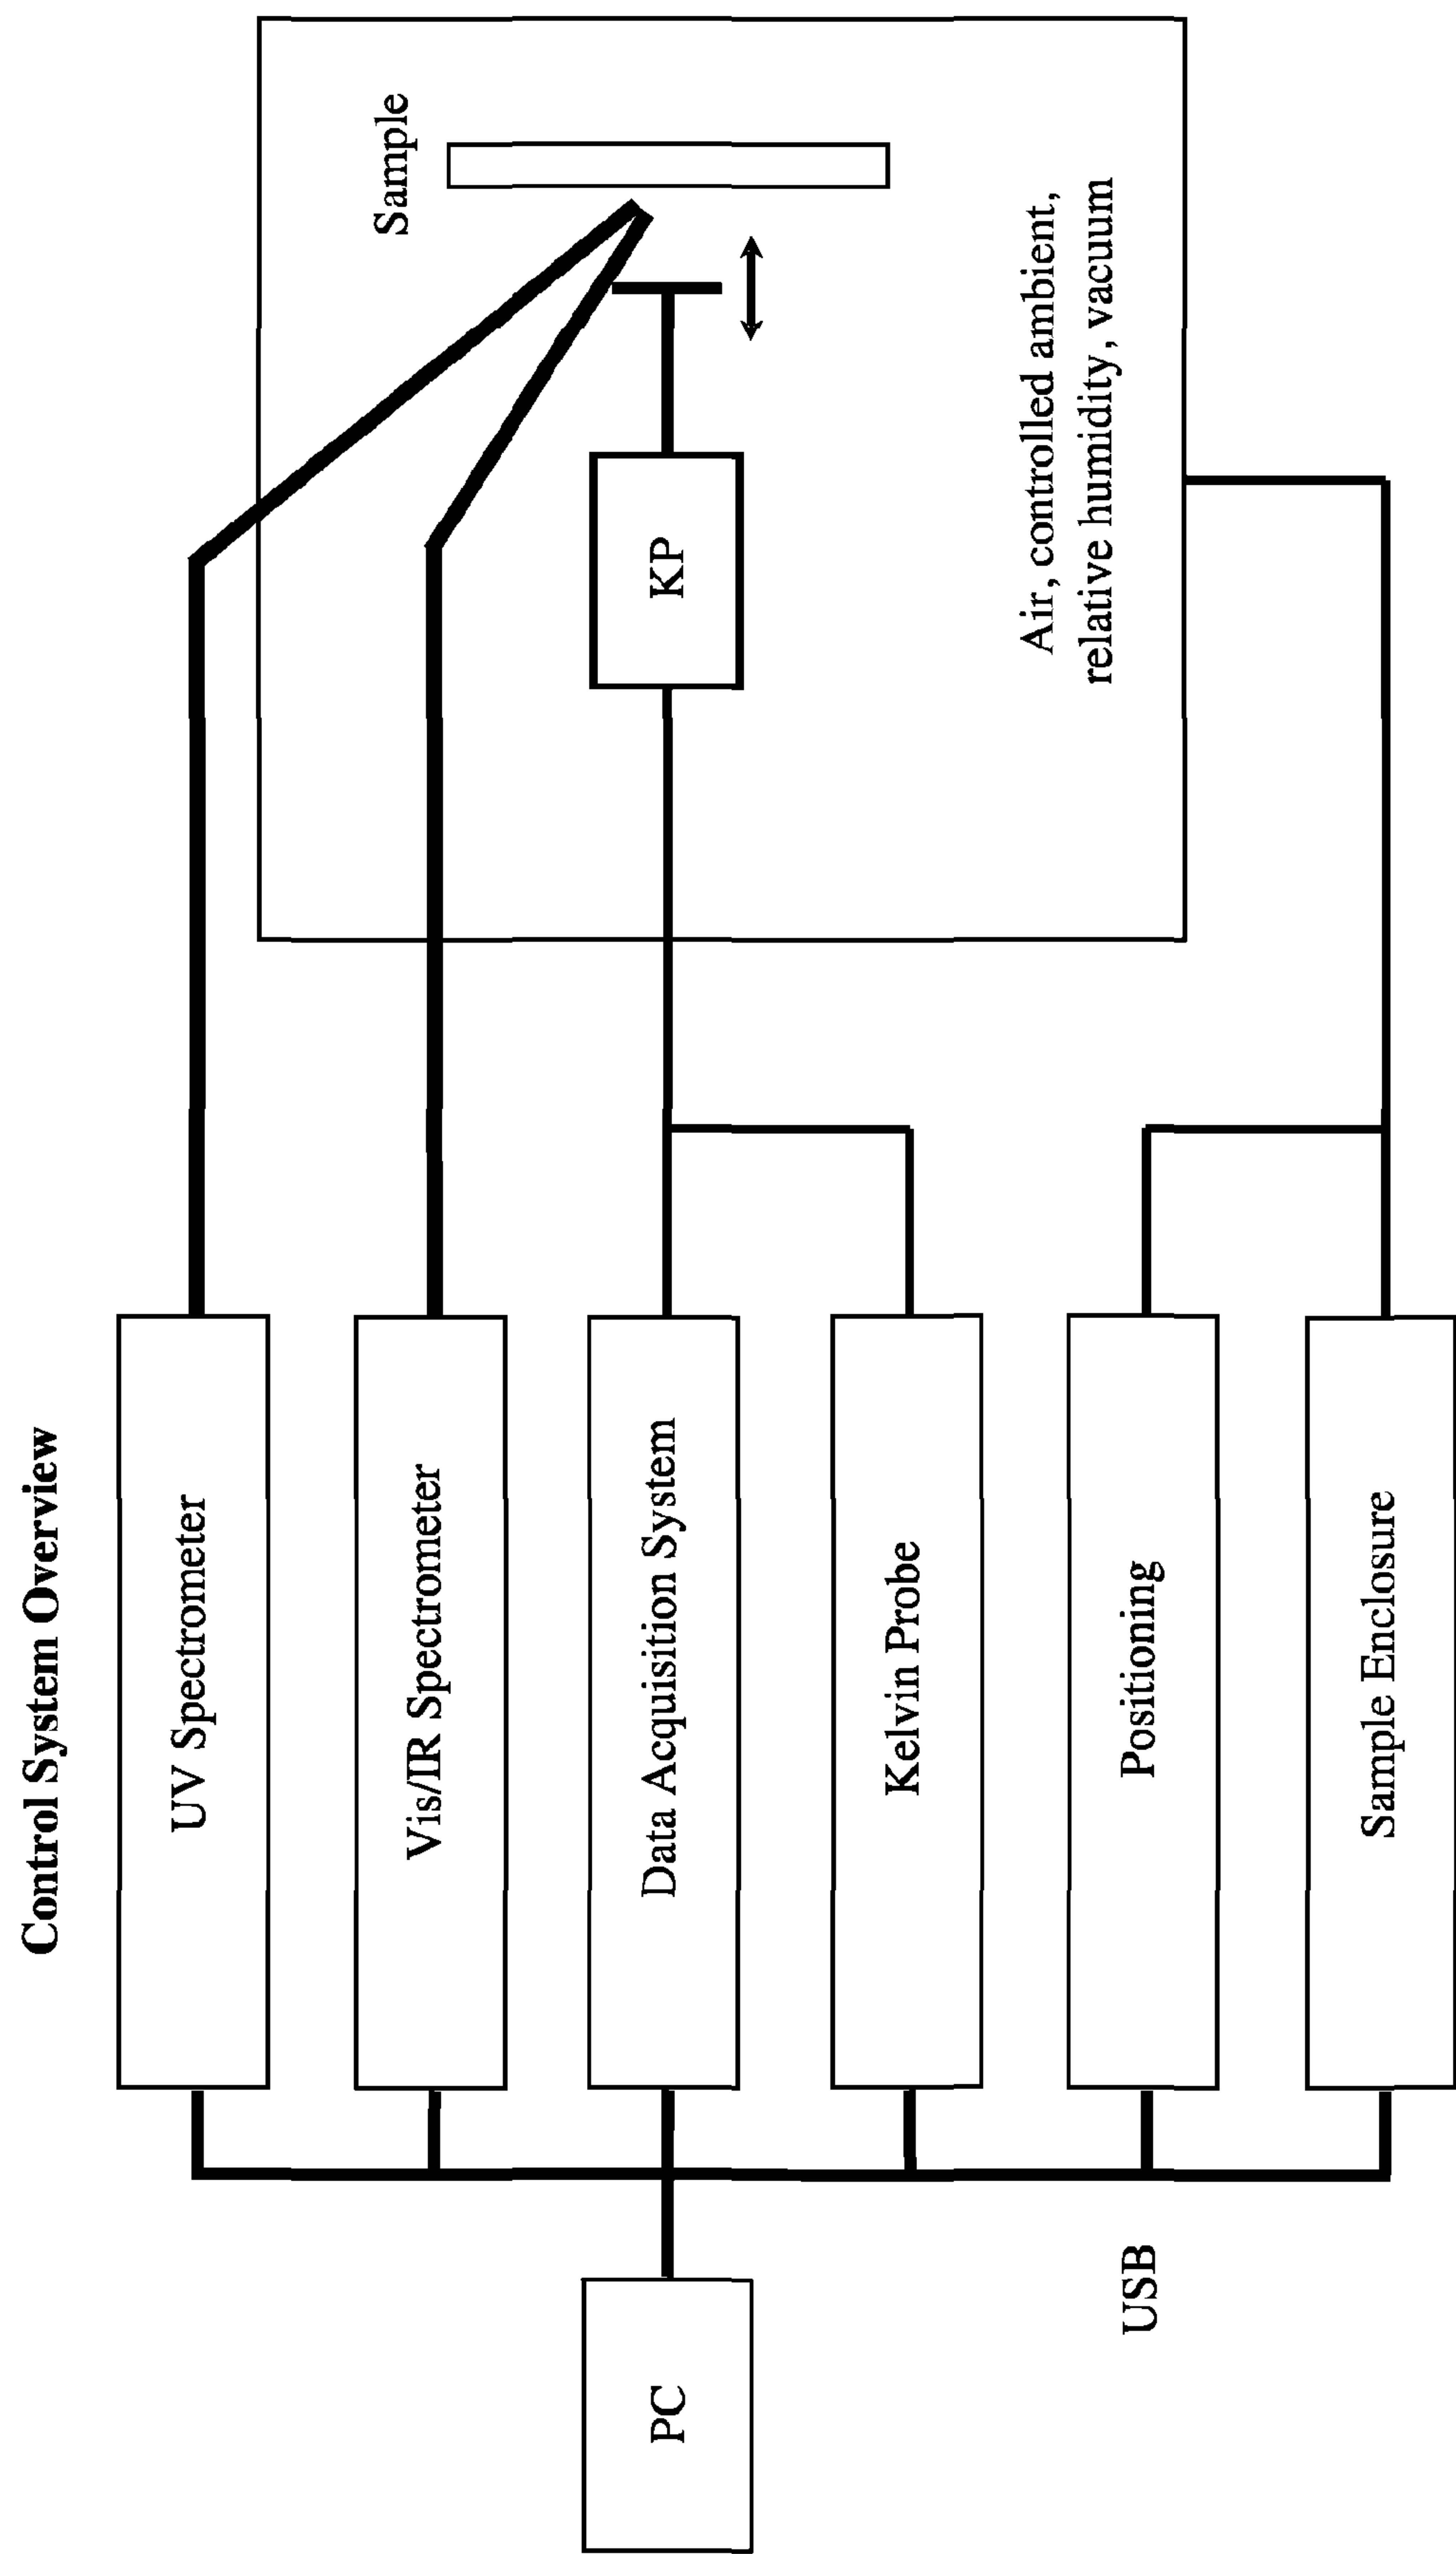 Control System Overview
UV Spectrometer
Vis/IR Spectrometer
Data Acquisition System
Kelvin Probe
Positioning
Sample Enclosure
PC
USB
Sample
KP
Air, controlled ambient,
relative humidity, vacuum